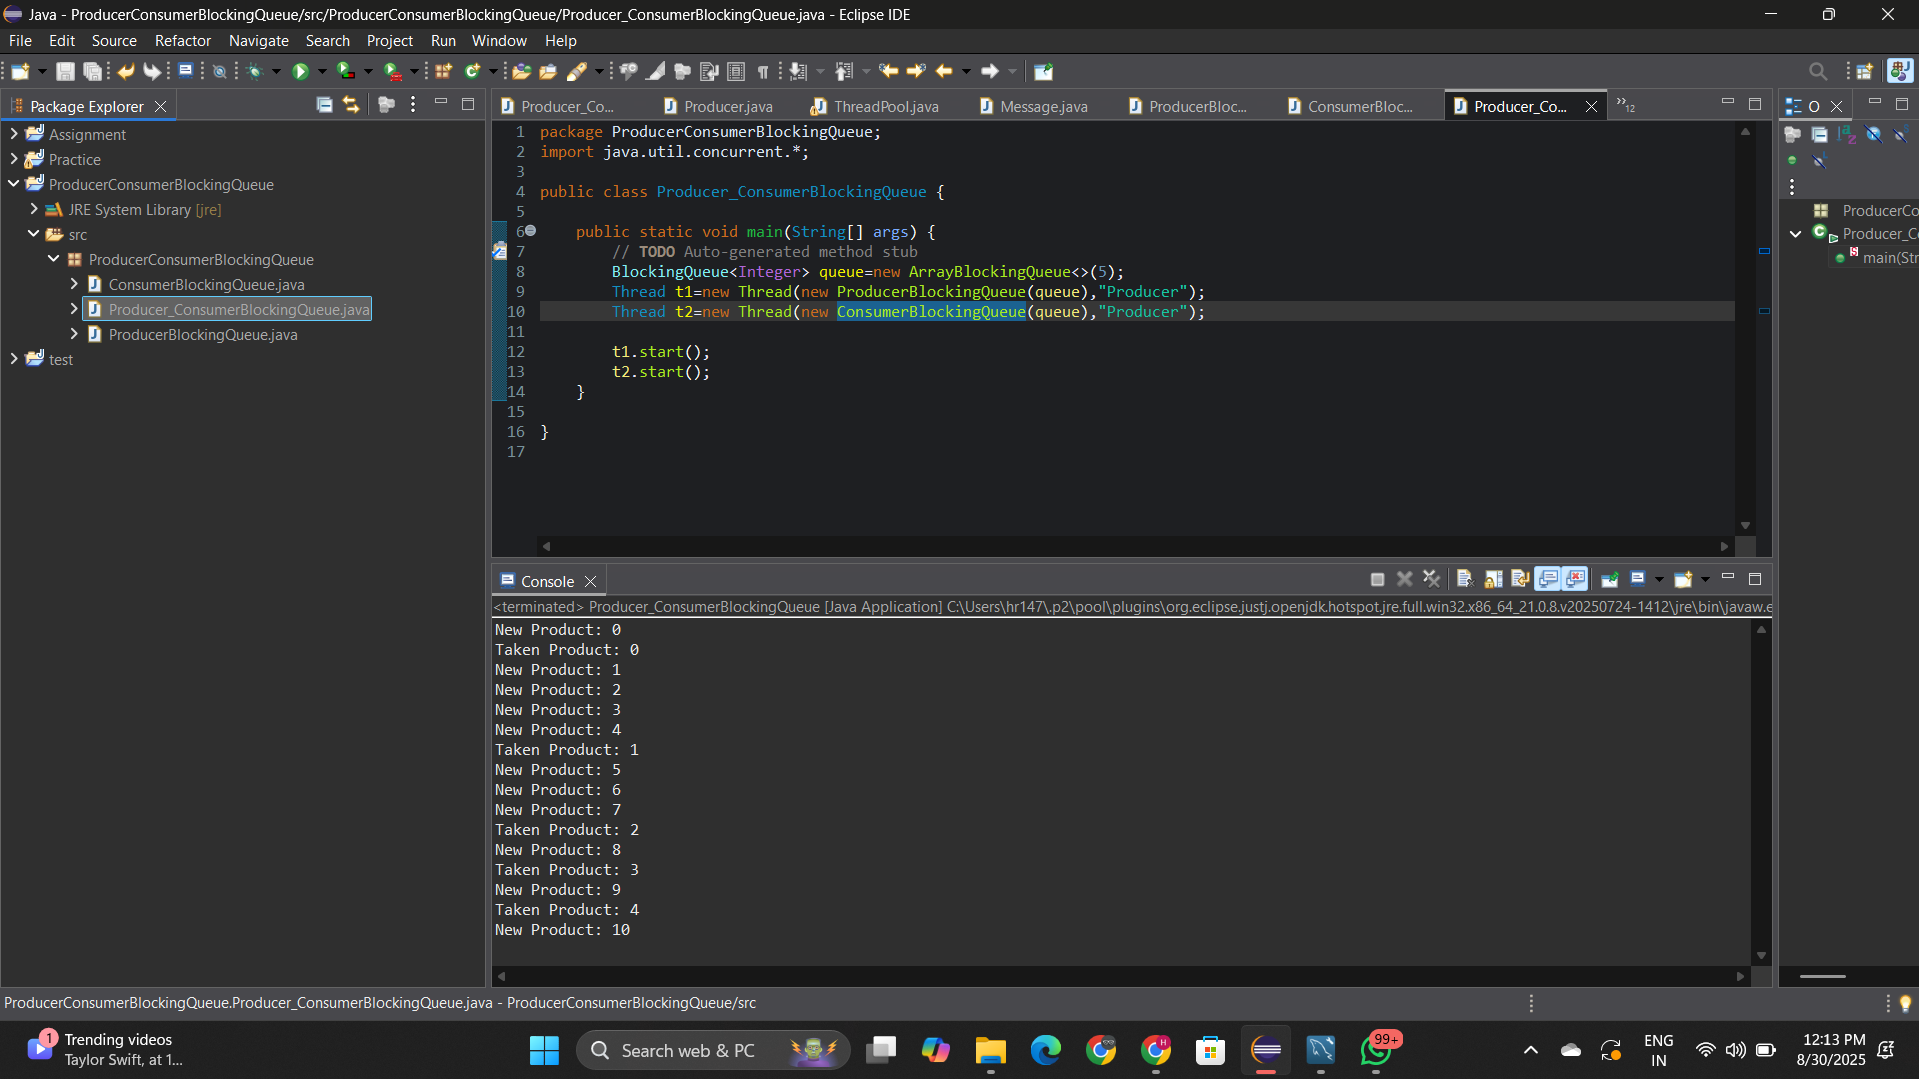 Java - ProducerConsumerBlockingQueue/src/ProducerConsumerBlockingQueue/Producer_ConsumerBlockingQueue.java - Eclipse IDE
File Edit Source Refactor Navigate Search Project Run Window Help
Package Explorer
Assignment
Practice
ProducerConsumerBlockingQueue
JRE System Library [jre]
src
ProducerConsumerBlockingQueue
ConsumerBlockingQueue.java
Producer_ConsumerBlockingQueue.java
ProducerBlockingQueue.java
test
Producer_Co... Producer.java ThreadPool.java Message.java ProducerBloc... ConsumerBloc... Producer_Co... »12
1 package ProducerConsumerBlockingQueue;
2 import java.util.concurrent.*;
3
4 public class Producer_ConsumerBlockingQueue {
5
6 public static void main(String[] args) {
7 // TODO Auto-generated method stub
8 BlockingQueue<Integer> queue=new ArrayBlockingQueue<>(5);
9 Thread t1=new Thread(new ProducerBlockingQueue(queue),"Producer");
10 Thread t2=new Thread(new ConsumerBlockingQueue(queue),"Producer");
11
12 t1.start();
13 t2.start();
14 }
15
16 }
17
O
ProducerCo
Producer_C
main(Str
Console
<terminated> Producer_ConsumerBlockingQueue [Java Application] C:\Users\hr147\.p2\pool\plugins\org.eclipse.justj.openjdk.hotspot.jre.full.win32.x86_64_21.0.8.v20250724-1412\jre\bin\javaw.e
New Product: 0
Taken Product: 0
New Product: 1
New Product: 2
New Product: 3
New Product: 4
Taken Product: 1
New Product: 5
New Product: 6
New Product: 7
Taken Product: 2
New Product: 8
Taken Product: 3
New Product: 9
Taken Product: 4
New Product: 10
ProducerConsumerBlockingQueue.Producer_ConsumerBlockingQueue.java - ProducerConsumerBlockingQueue/src
1
Trending videos
Taylor Swift, at 1...
Search web & PC
99+
ENG
IN
12:13 PM
8/30/2025